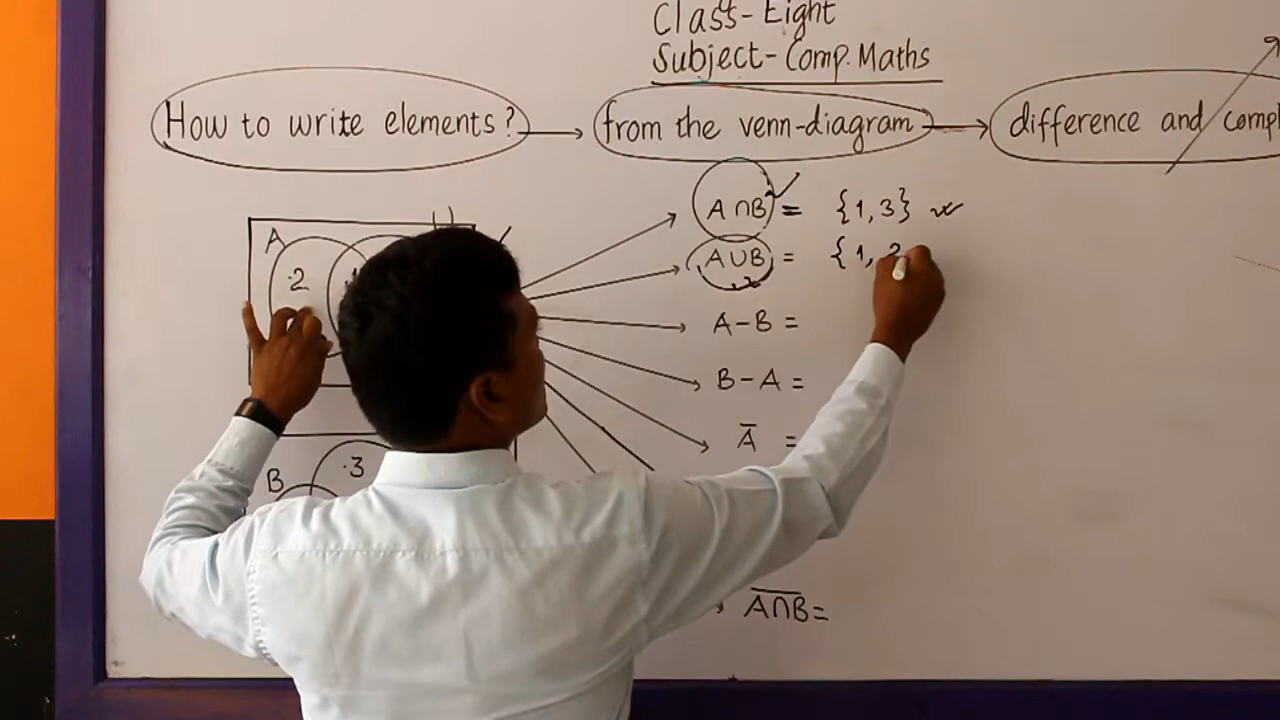 Class-Eight
Subject-Comp. Maths
How to write elements?
from the venn-diagram
difference and compl
A∩B = {1, 3}
A∪B = {1, 2
A-B =
B-A =
A̅ =
A̅∩̅B̅=
A
U
·2
B
·3